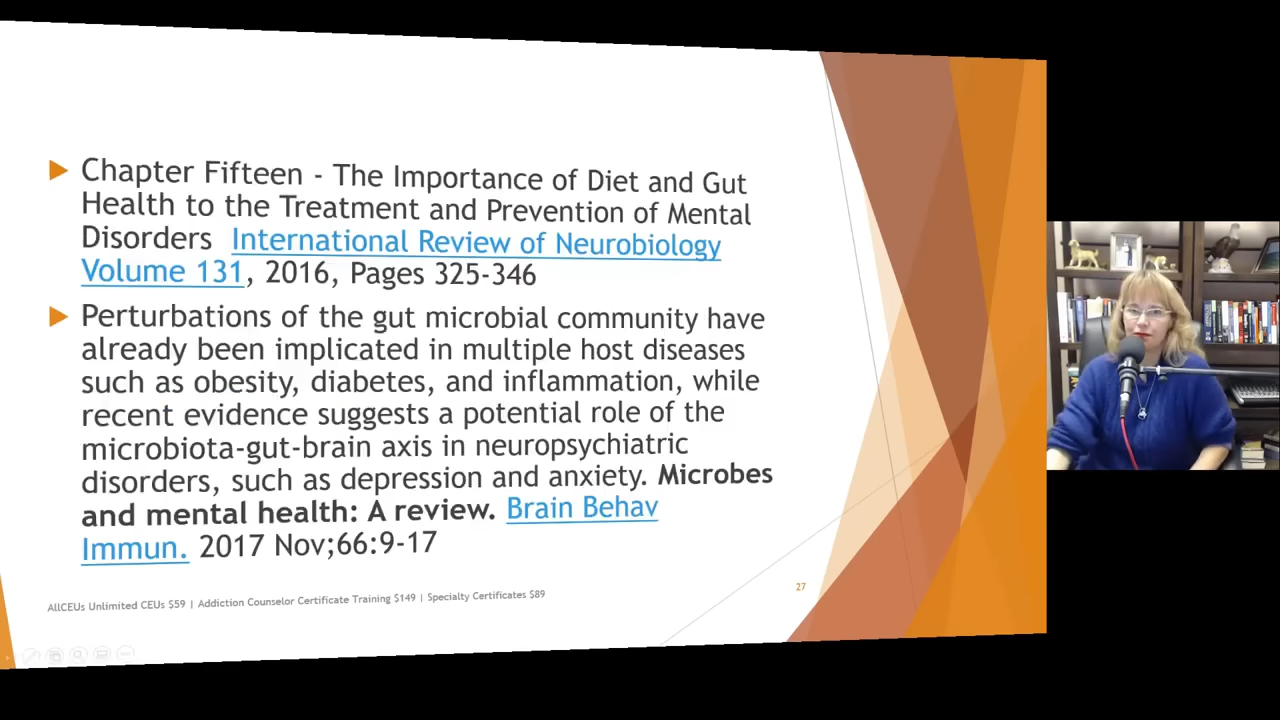 Chapter Fifteen - The Importance of Diet and Gut
Health to the Treatment and Prevention of Mental
Disorders International Review of Neurobiology
Volume 131, 2016, Pages 325-346
Perturbations of the gut microbial community have
already been implicated in multiple host diseases
such as obesity, diabetes, and inflammation, while
recent evidence suggests a potential role of the
microbiota-gut-brain axis in neuropsychiatric
disorders, such as depression and anxiety. Microbes
and mental health: A review. Brain Behav
Immun. 2017 Nov;66:9-17
27
AllCEUs Unlimited CEUs $59 | Addiction Counselor Certificate Training $149 | Specialty Certificates $89